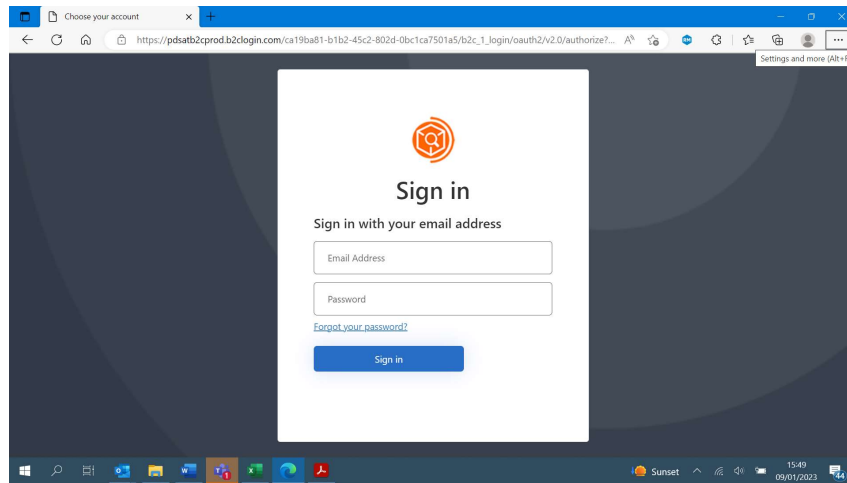 Choose your account
https://pdsatb2cprod.b2clogin.com/ca19ba81-b1b2-45c2-802d-0bc1ca7501a5/b2c_1_login/oauth2/v2.0/authorize?...
Settings and more (Alt+F
Sign in
Sign in with your email address
Email Address
Password
Forgot your password?
Sign in
Sunset
15:49
09/01/2023
44
1